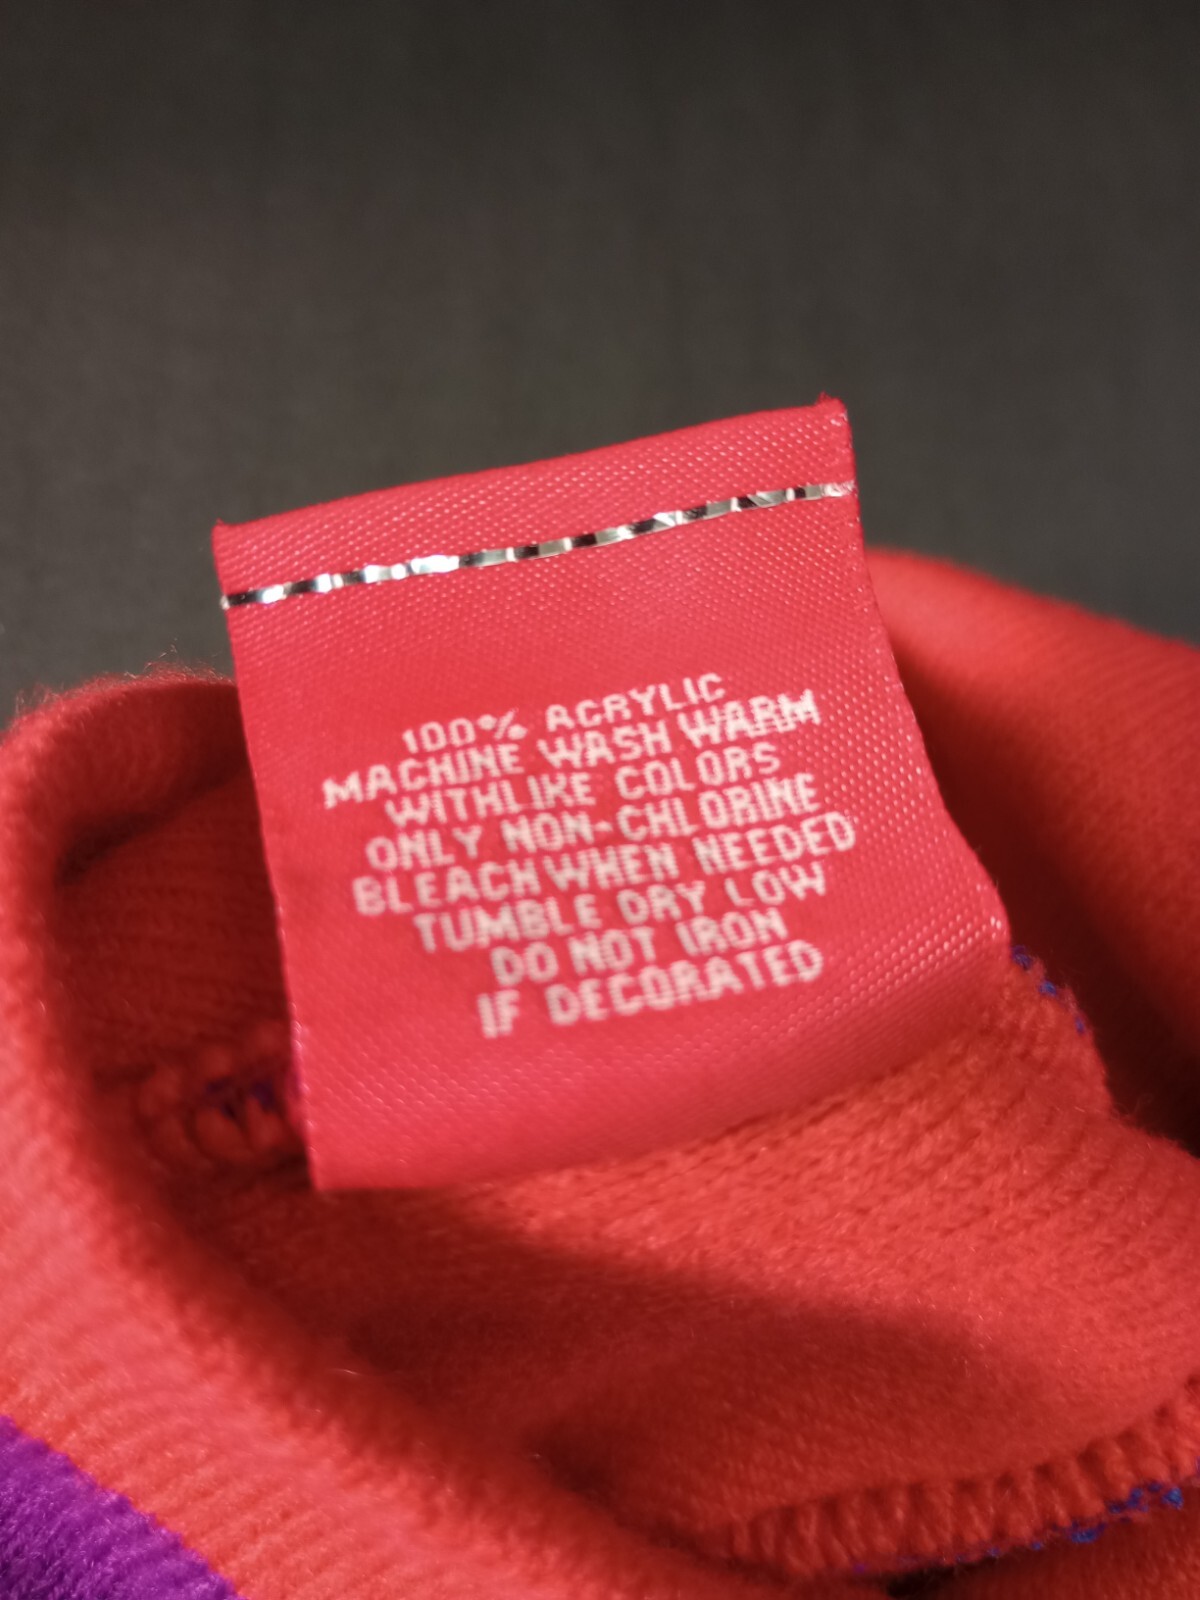 100% ACRYLIC
MACHINE WASH WARM
WITHLIKE COLORS
ONLY NON-CHLORINE
BLEACH WHEN NEEDED
TUMBLE DRY LOW
DO NOT IRON
IF DECORATED